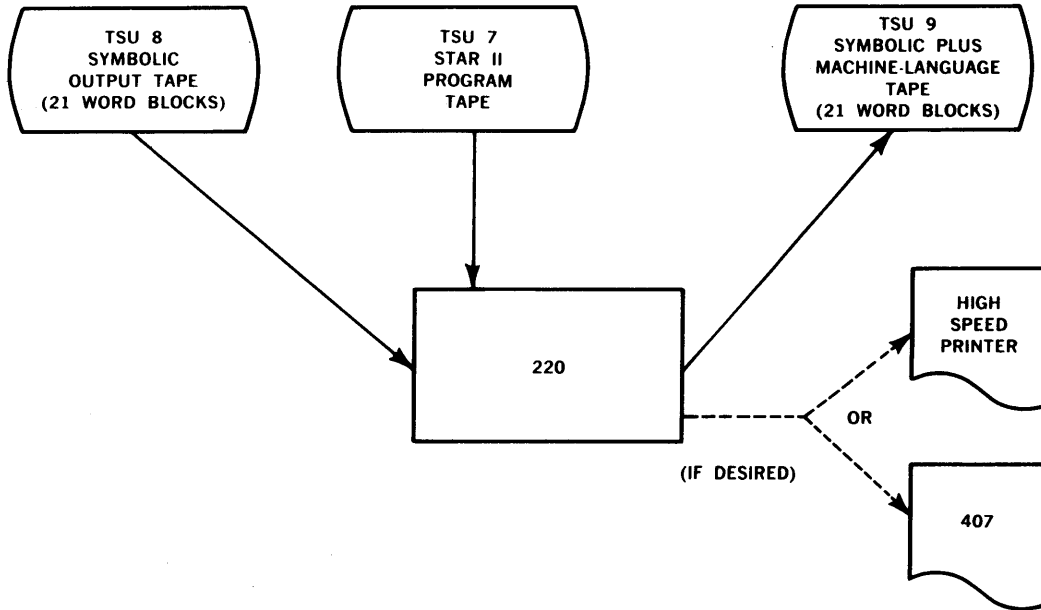 TSU 8
SYMBOLIC
OUTPUT TAPE
(21 WORD BLOCKS)
TSU 7
STAR II
PROGRAM
TAPE
TSU 9
SYMBOLIC PLUS
MACHINE-LANGUAGE
TAPE
(21 WORD BLOCKS)
220
HIGH
SPEED
PRINTER
OR
(IF DESIRED)
407